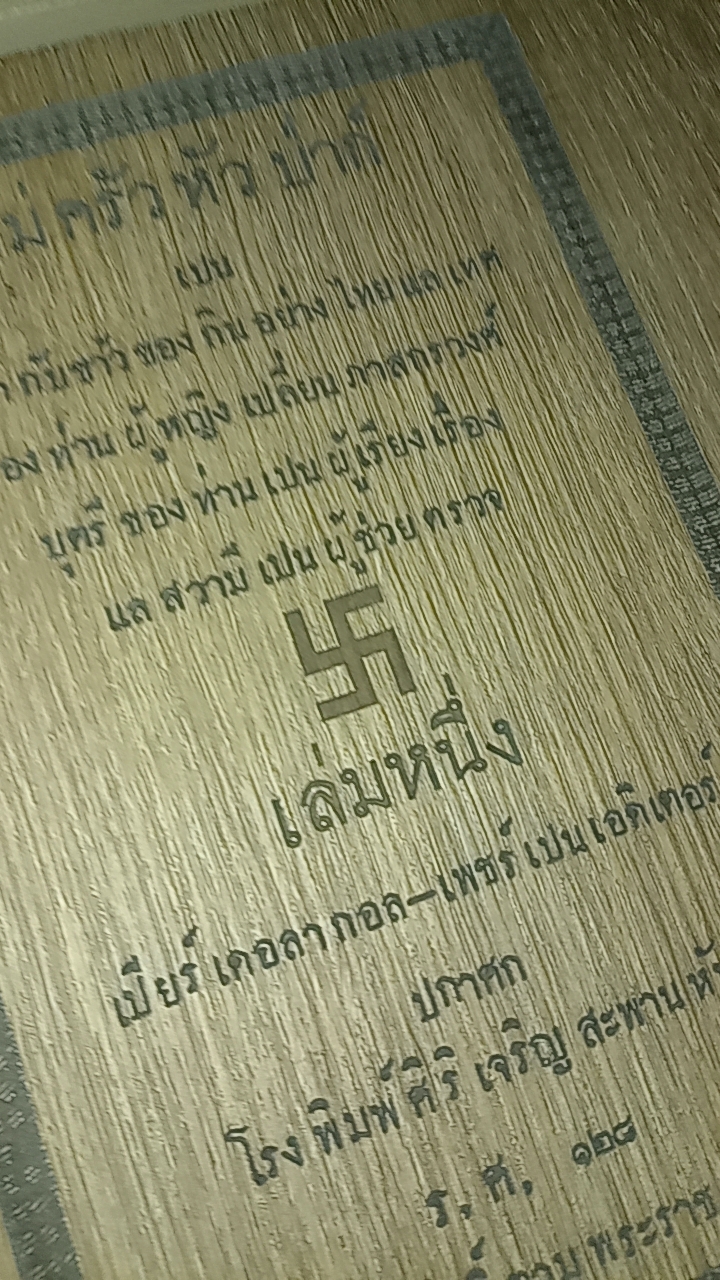 ม่ครัวหัวป่าก์
เปน
กับข้าว ของ กิน อย่าง ไทย แล เทศ
อง ท่าน ผู้ หญิง เปลี่ยน ภาสกรวงศ์
บุตรี ของ ท่าน เปน ผู้ เรียง เรื่อง
แล สวามี เปน ผู้ ช่วย ตรวจ
เล่มหนึ่ง
เปียร์ เดอลา กอล—เพชร์ เปน เอดิเตอร์
ปกาศก
โรง พิมพ์ ศิริ เจริญ สะพาน หั
ร. ศ. ๑๒๘
ตาม พระราช